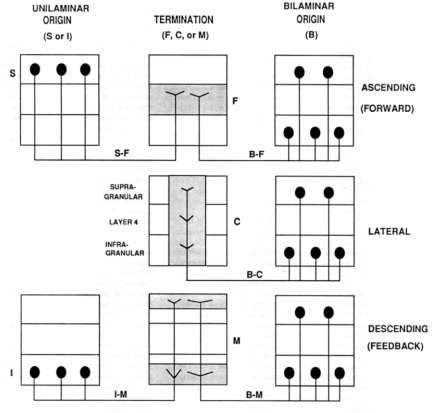 UNILAMINAR
ORIGIN
(S or I)
TERMINATION
(F, C, or M)
BILAMINAR
ORIGIN
(B)
S
F
ASCENDING
(FORWARD)
S-F
B-F
SUPRA-
GRANULAR
LAYER 4
INFRA-
GRANULAR
C
LATERAL
B-C
M
DESCENDING
(FEEDBACK)
I
I-M
B-M